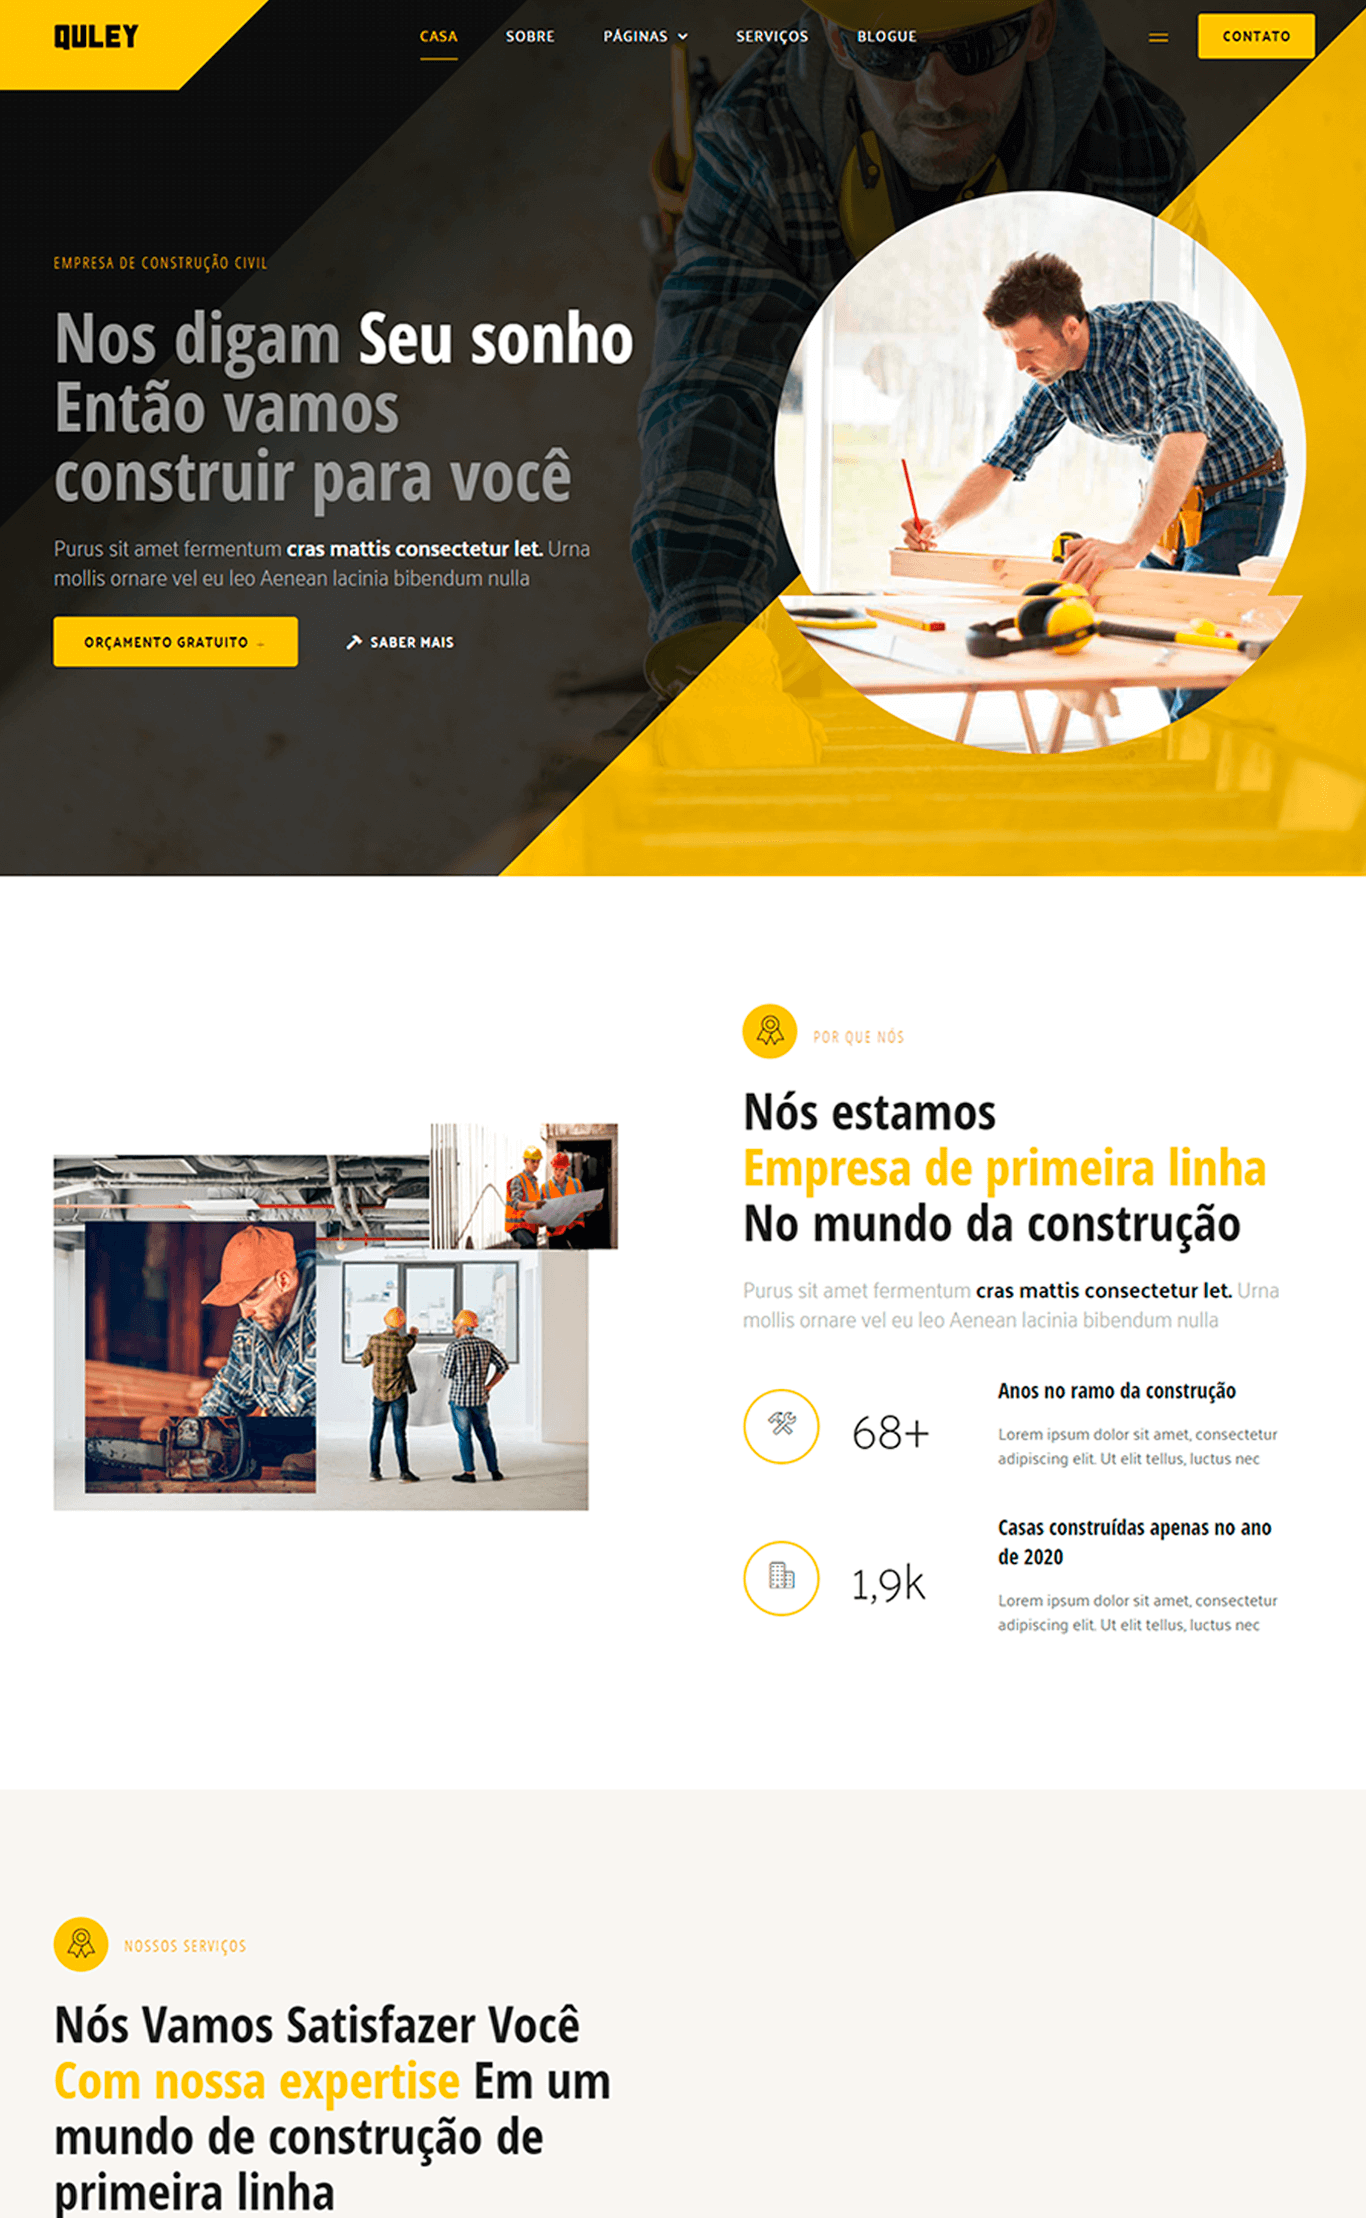 QULEY
CASA
SOBRE
PÁGINAS
SERVIÇOS
BLOGUE
CONTATO
EMPRESA DE CONSTRUÇÃO CIVIL
Nos digam Seu sonho
Então vamos
construir para você
Purus sit amet fermentum cras mattis consectetur let. Urna
mollis ornare vel eu leo Aenean lacinia bibendum nulla
ORÇAMENTO GRATUITO →
SABER MAIS
POR QUE NÓS
Nós estamos
Empresa de primeira linha
No mundo da construção
Purus sit amet fermentum cras mattis consectetur let. Urna
mollis ornare vel eu leo Aenean lacinia bibendum nulla
68+
Anos no ramo da construção
Lorem ipsum dolor sit amet, consectetur
adipiscing elit. Ut elit tellus, luctus nec
1,9k
Casas construídas apenas no ano
de 2020
Lorem ipsum dolor sit amet, consectetur
adipiscing elit. Ut elit tellus, luctus nec
NOSSOS SERVIÇOS
Nós Vamos Satisfazer Você
Com nossa expertise Em um
mundo de construção de
primeira linha